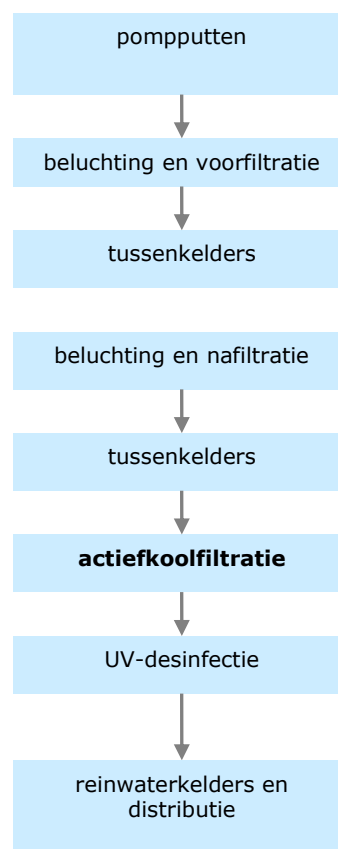 pompputten
beluchting en voorfiltratie
tussenkelders
beluchting en nafiltratie
tussenkelders
actiefkoolfiltratie
UV-desinfectie
reinwaterkelders en
distributie